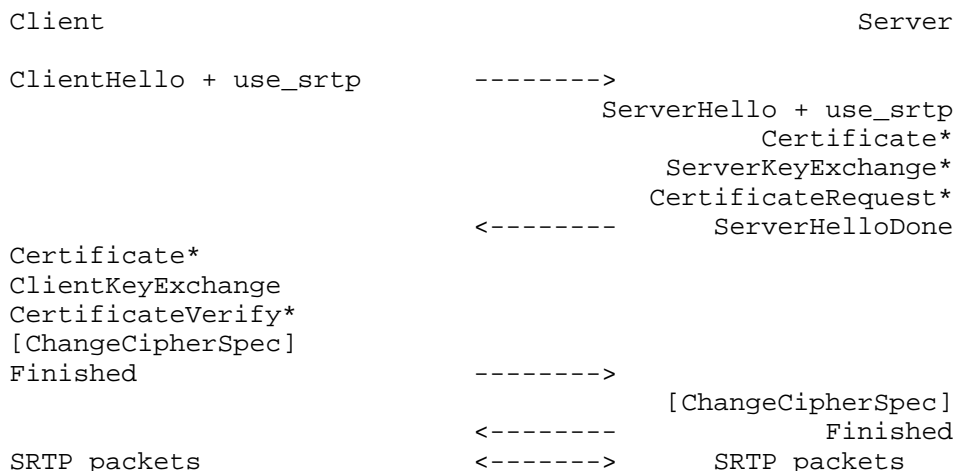 Client Server
ClientHello + use_srtp -------->
ServerHello + use_srtp
Certificate*
ServerKeyExchange*
CertificateRequest*
<-------- ServerHelloDone
Certificate*
ClientKeyExchange
CertificateVerify*
[ChangeCipherSpec]
Finished -------->
[ChangeCipherSpec]
<-------- Finished
SRTP packets <-------> SRTP packets